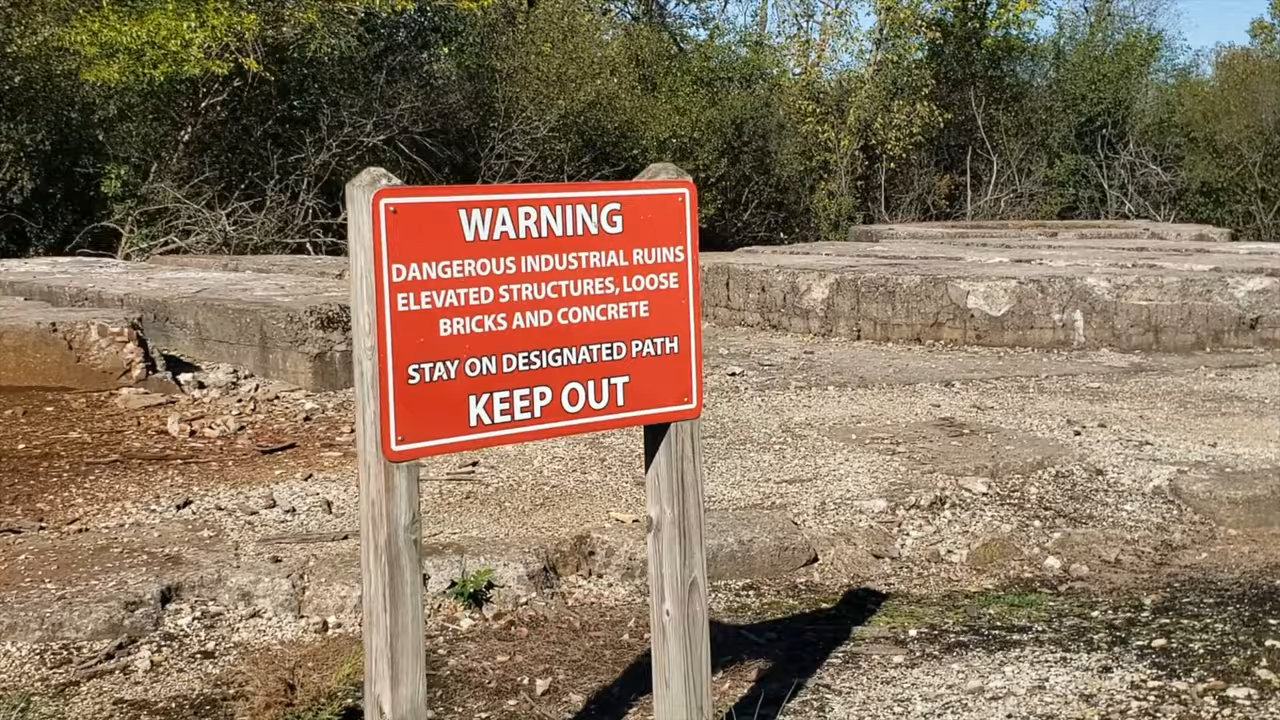 WARNING
DANGEROUS INDUSTRIAL RUINS
ELEVATED STRUCTURES, LOOSE
BRICKS AND CONCRETE
STAY ON DESIGNATED PATH
KEEP OUT